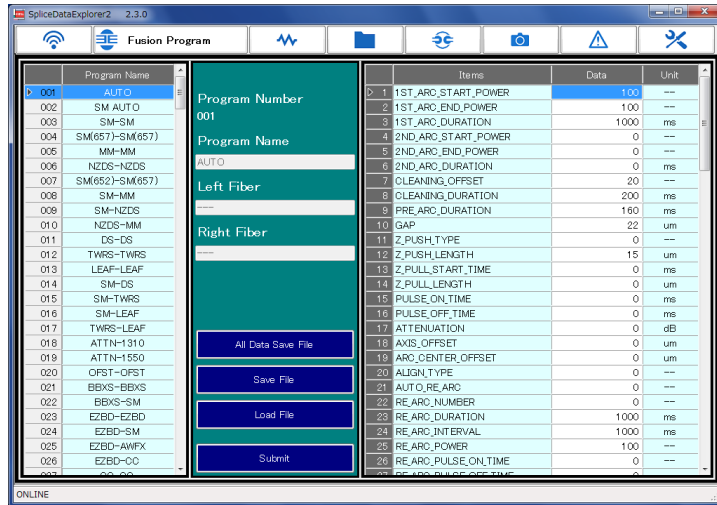 SpliceDataExplorer2 2.3.0
Fusion Program
Program Name
001 AUTO
002 SM AUTO
003 SM-SM
004 SM(657)-SM(657)
005 MM-MM
006 NZDS-NZDS
007 SM(652)-SM(657)
008 SM-MM
009 SM-NZDS
010 NZDS-MM
011 DS-DS
012 TWRS-TWRS
013 LEAF-LEAF
014 SM-DS
015 SM-TWRS
016 SM-LEAF
017 TWRS-LEAF
018 ATTN-1310
019 ATTN-1550
020 OFST-OFST
021 BBXS-BBXS
022 BBXS-SM
023 EZBD-EZBD
024 EZBD-SM
025 EZBD-AWFX
026 EZBD-CC
027 CC-CC
Program Number
001
Program Name
AUTO
Left Fiber
---
Right Fiber
---
All Data Save File
Save File
Load File
Submit
Items Data Unit
1 1ST_ARC_START_POWER 100 --
2 1ST_ARC_END_POWER 100 --
3 1ST_ARC_DURATION 1000 ms
4 2ND_ARC_START_POWER 0 --
5 2ND_ARC_END_POWER 0 --
6 2ND_ARC_DURATION 0 ms
7 CLEANING_OFFSET 20 --
8 CLEANING_DURATION 200 ms
9 PRE_ARC_DURATION 160 ms
10 GAP 22 um
11 Z_PUSH_TYPE 0 --
12 Z_PUSH_LENGTH 15 um
13 Z_PULL_START_TIME 0 ms
14 Z_PULL_LENGTH 0 um
15 PULSE_ON_TIME 0 ms
16 PULSE_OFF_TIME 0 ms
17 ATTENUATION 0 dB
18 AXIS_OFFSET 0 um
19 ARC_CENTER_OFFSET 0 um
20 ALIGN_TYPE 0 --
21 AUTO_RE_ARC 0 --
22 RE_ARC_NUMBER 0 --
23 RE_ARC_DURATION 1000 ms
24 RE_ARC_INTERVAL 1000 ms
25 RE_ARC_POWER 100 --
26 RE_ARC_PULSE_ON_TIME 0 ms
27 RE_ARC_PULSE_OFF_TIME 0 ms
ONLINE